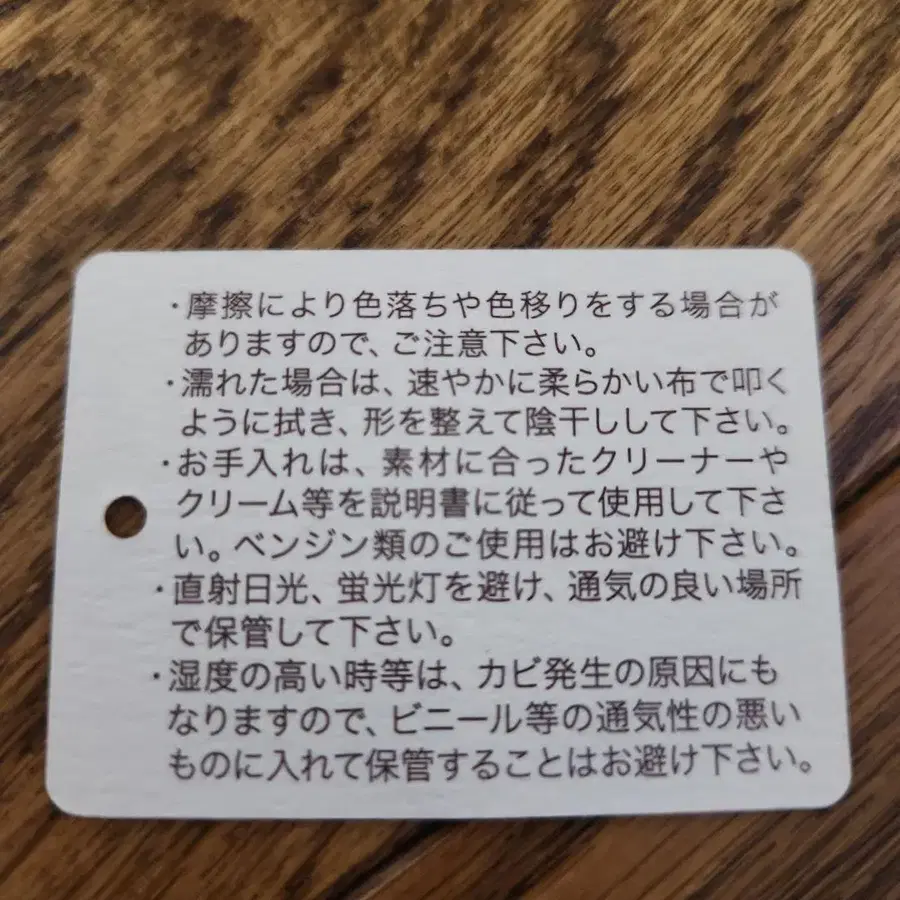 ・摩擦により色落ちや色移りをする場合が
ありますので、ご注意下さい。
・濡れた場合は、速やかに柔らかい布で叩く
ように拭き、形を整えて陰干しして下さい。
・お手入れは、素材に合ったクリーナーや
クリーム等を説明書に従って使用して下さ
い。ベンジン類のご使用はお避け下さい。
・直射日光、蛍光灯を避け、通気の良い場所
で保管して下さい。
・湿度の高い時等は、カビ発生の原因にも
なりますので、ビニール等の通気性の悪い
ものに入れて保管することはお避け下さい。